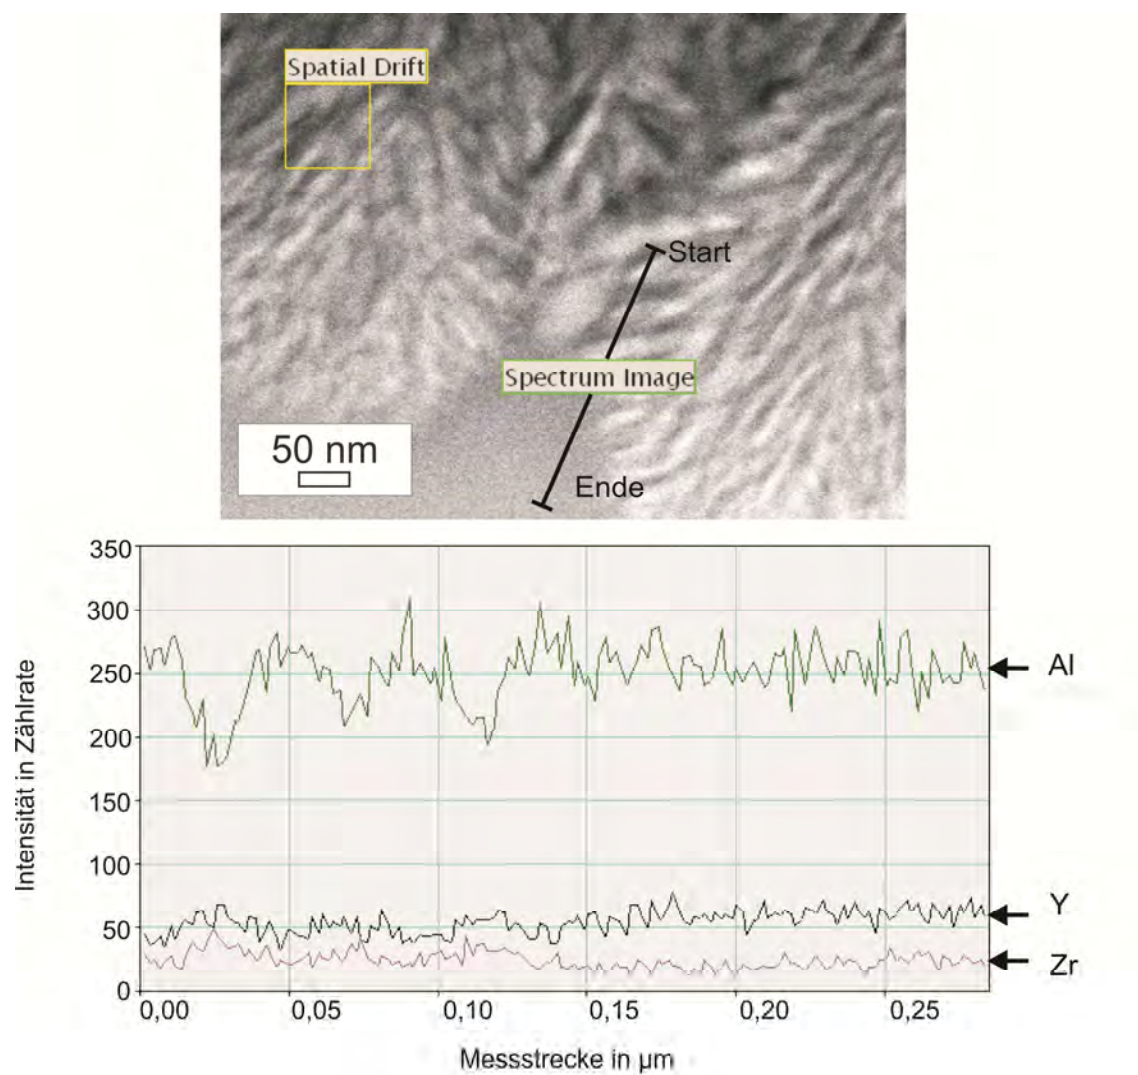 Spatial Drift
Start
Spectrum Image
50 nm
Ende
350
300
250
200
150
100
50
0
Intensität in Zählrate
Al
Y
Zr
0,00 0,05 0,10 0,15 0,20 0,25
Messstrecke in µm